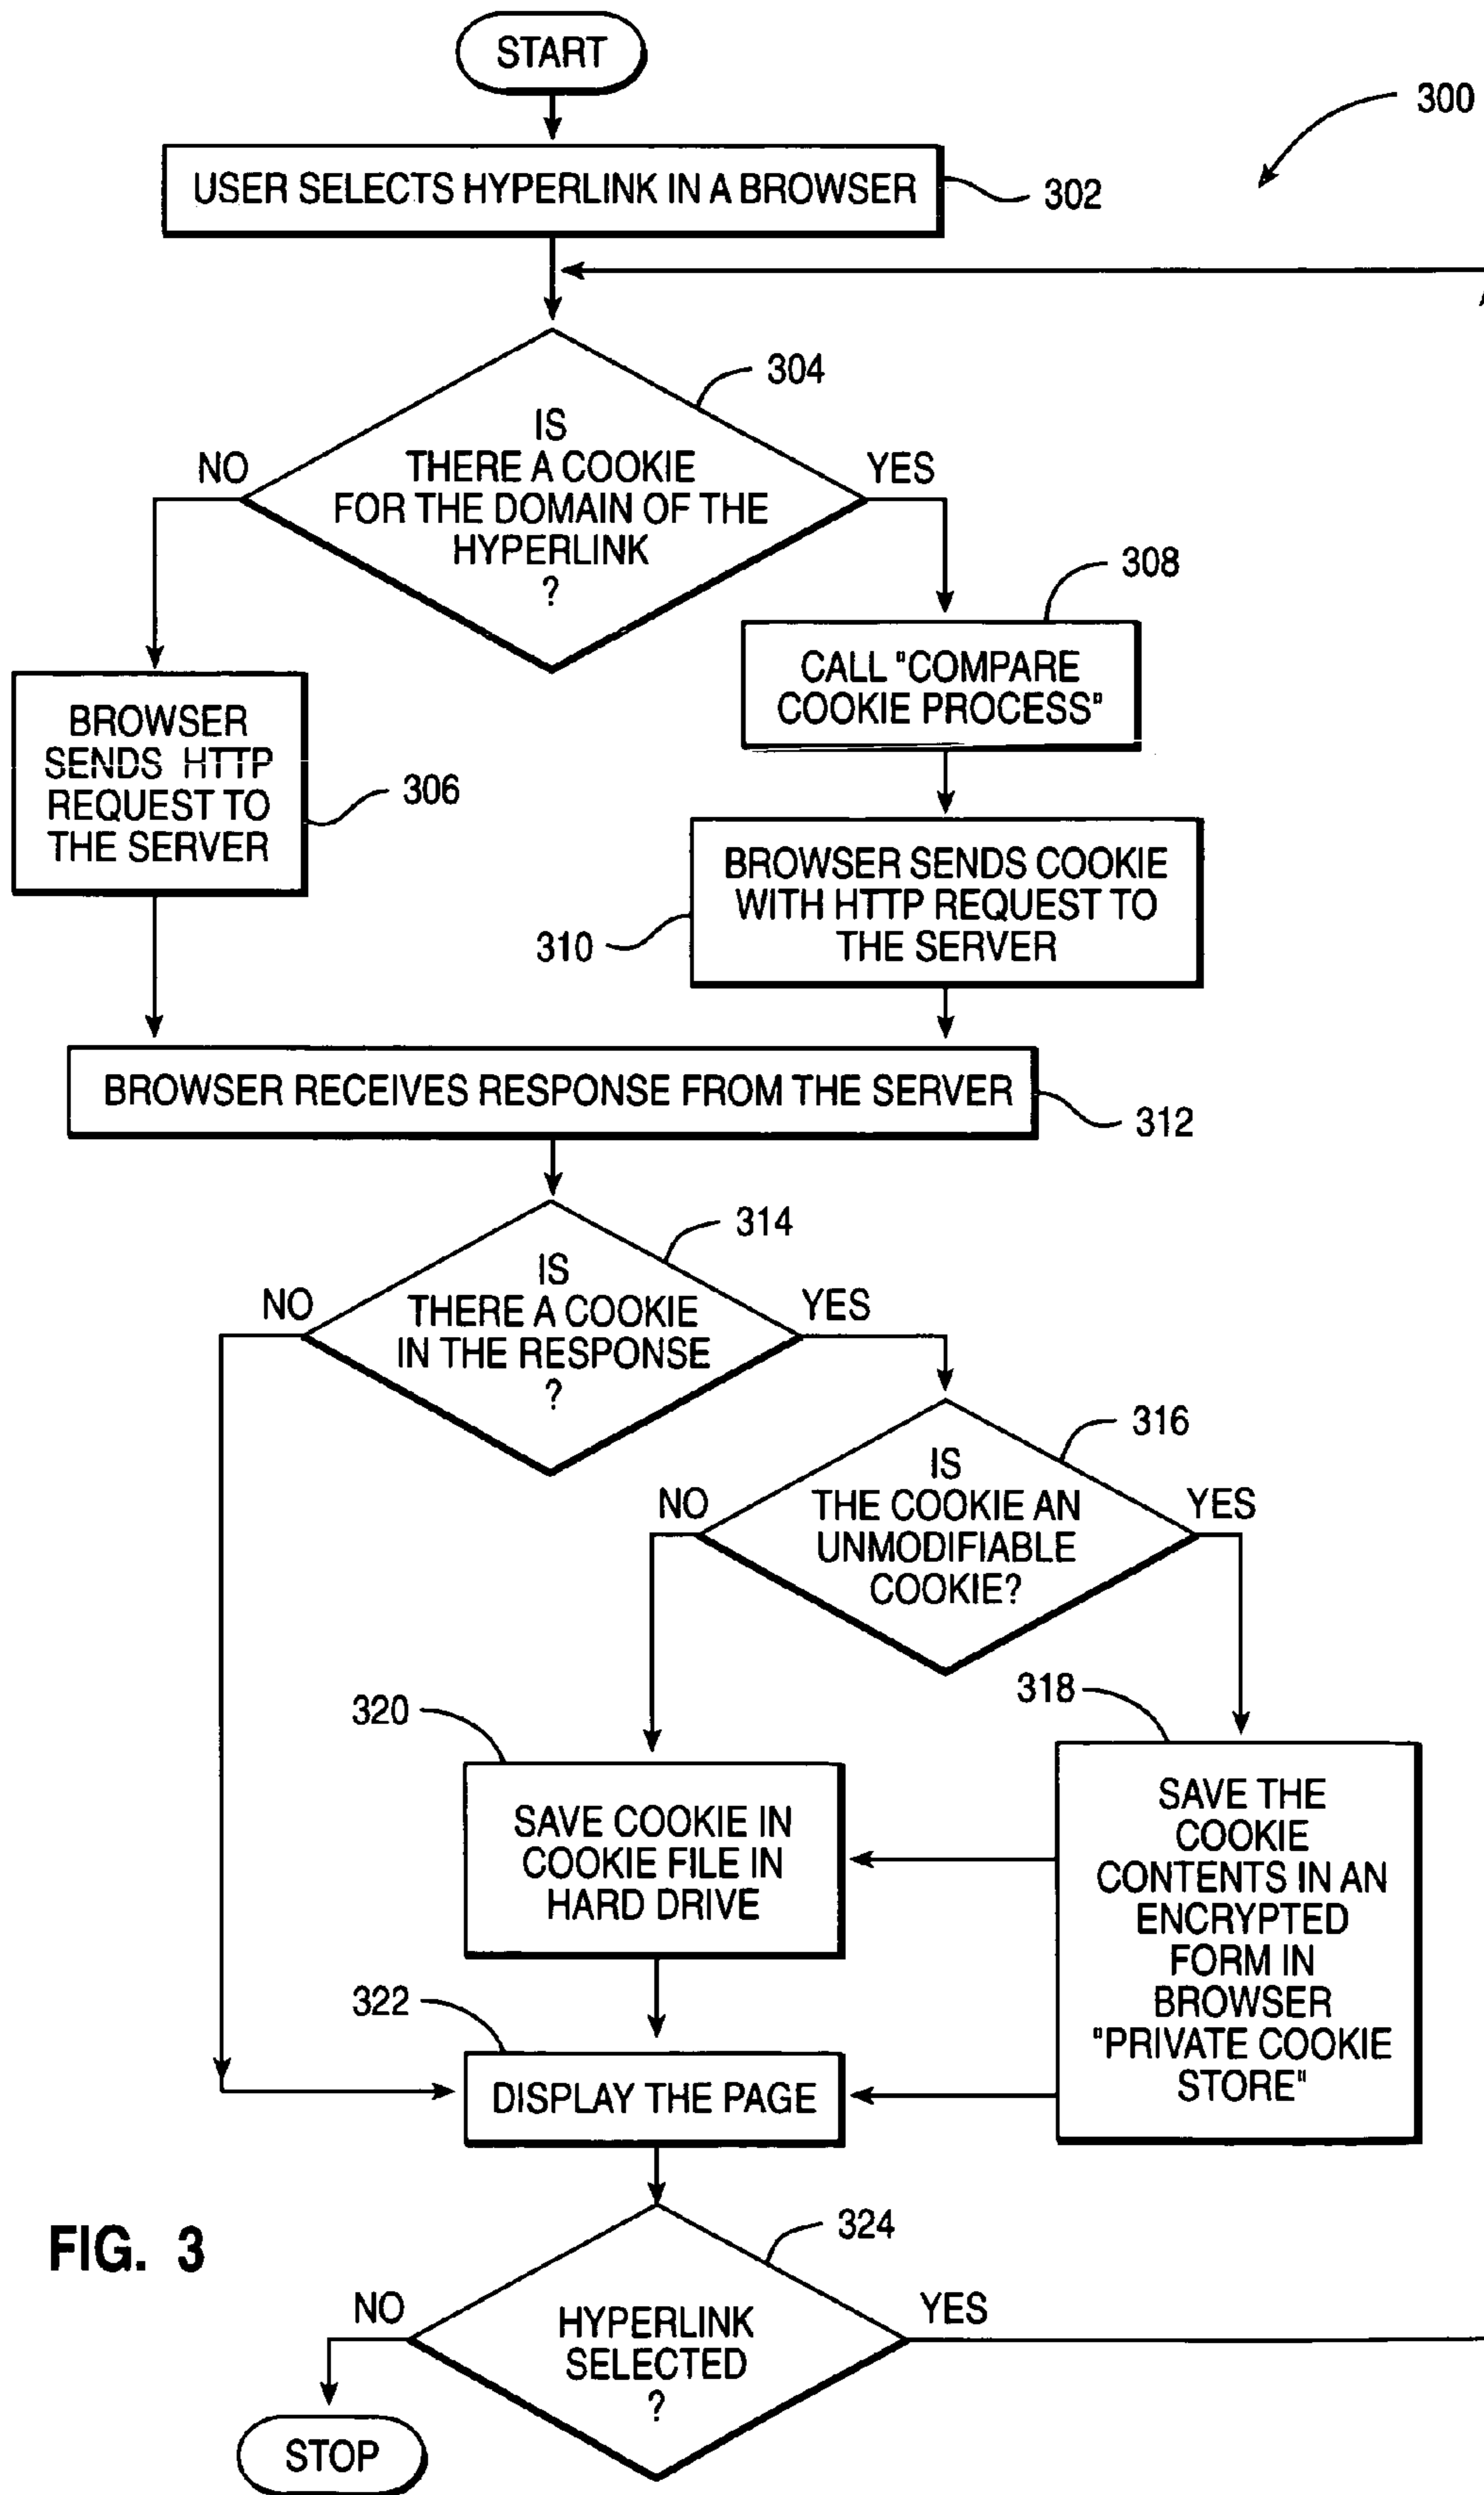 START
300
USER SELECTS HYPERLINK IN A BROWSER
302
304
IS
THERE A COOKIE
FOR THE DOMAIN OF THE
HYPERLINK
?
NO
YES
308
CALL "COMPARE
COOKIE PROCESS"
BROWSER
SENDS HTTP
REQUEST TO
THE SERVER
306
BROWSER SENDS COOKIE
WITH HTTP REQUEST TO
THE SERVER
310
BROWSER RECEIVES RESPONSE FROM THE SERVER
312
314
IS
THERE A COOKIE
IN THE RESPONSE
?
NO
YES
316
IS
THE COOKIE AN
UNMODIFIABLE
COOKIE?
NO
YES
318
320
SAVE COOKIE IN
COOKIE FILE IN
HARD DRIVE
SAVE THE
COOKIE
CONTENTS IN AN
ENCRYPTED
FORM IN
BROWSER
"PRIVATE COOKIE
STORE"
322
DISPLAY THE PAGE
324
FIG. 3
HYPERLINK
SELECTED
?
NO
YES
STOP